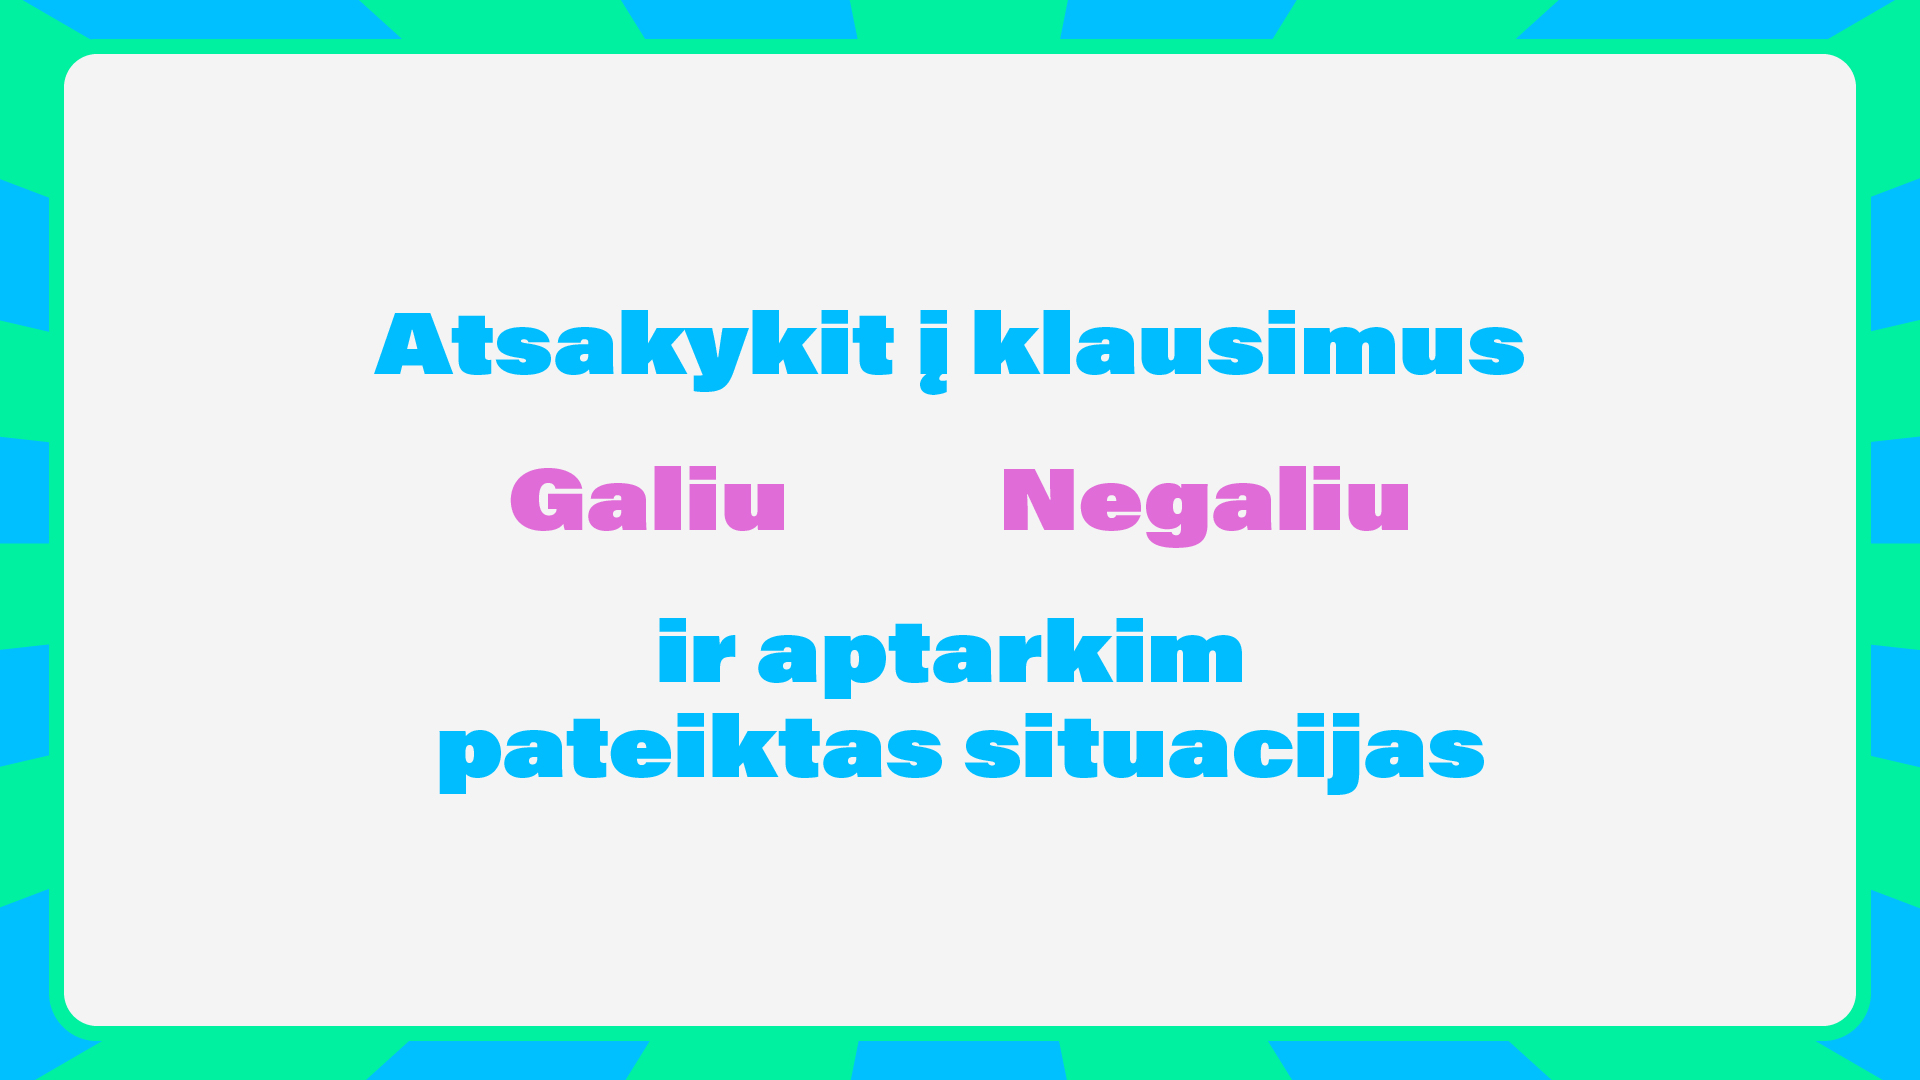 Atsakykit į klausimus
Galiu Negaliu
ir aptarkim
pateiktas situacijas